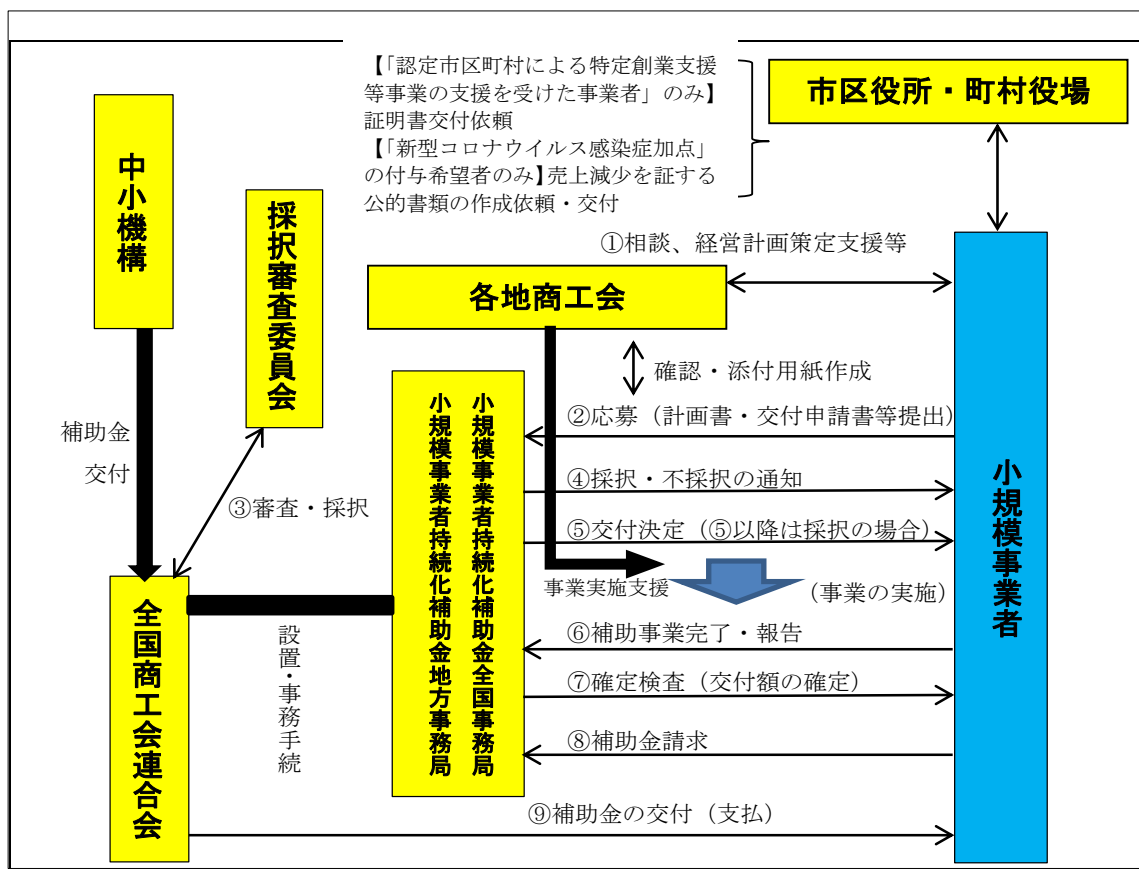 【「認定市区町村による特定創業支援
等事業の支援を受けた事業者」のみ】
証明書交付依頼
【「新型コロナウイルス感染症加点」
の付与希望者のみ】売上減少を証する
公的書類の作成依頼・交付
市区役所・町村役場
中小機構
採択審査委員会
①相談、経営計画策定支援等
各地商工会
確認・添付用紙作成
小規模事業者持続化補助金全国事務局
小規模事業者持続化補助金地方事務局
②応募（計画書・交付申請書等提出）
補助金
交付
③審査・採択
④採択・不採択の通知
⑤交付決定（⑤以降は採択の場合）
事業実施支援
（事業の実施）
小規模事業者
全国商工会連合会
設置・事務手続
⑥補助事業完了・報告
⑦確定検査（交付額の確定）
⑧補助金請求
⑨補助金の交付（支払）